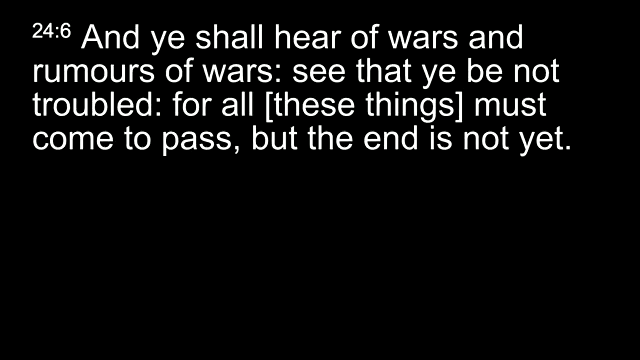 24:6 And ye shall hear of wars and
rumours of wars: see that ye be not
troubled: for all [these things] must
come to pass, but the end is not yet.